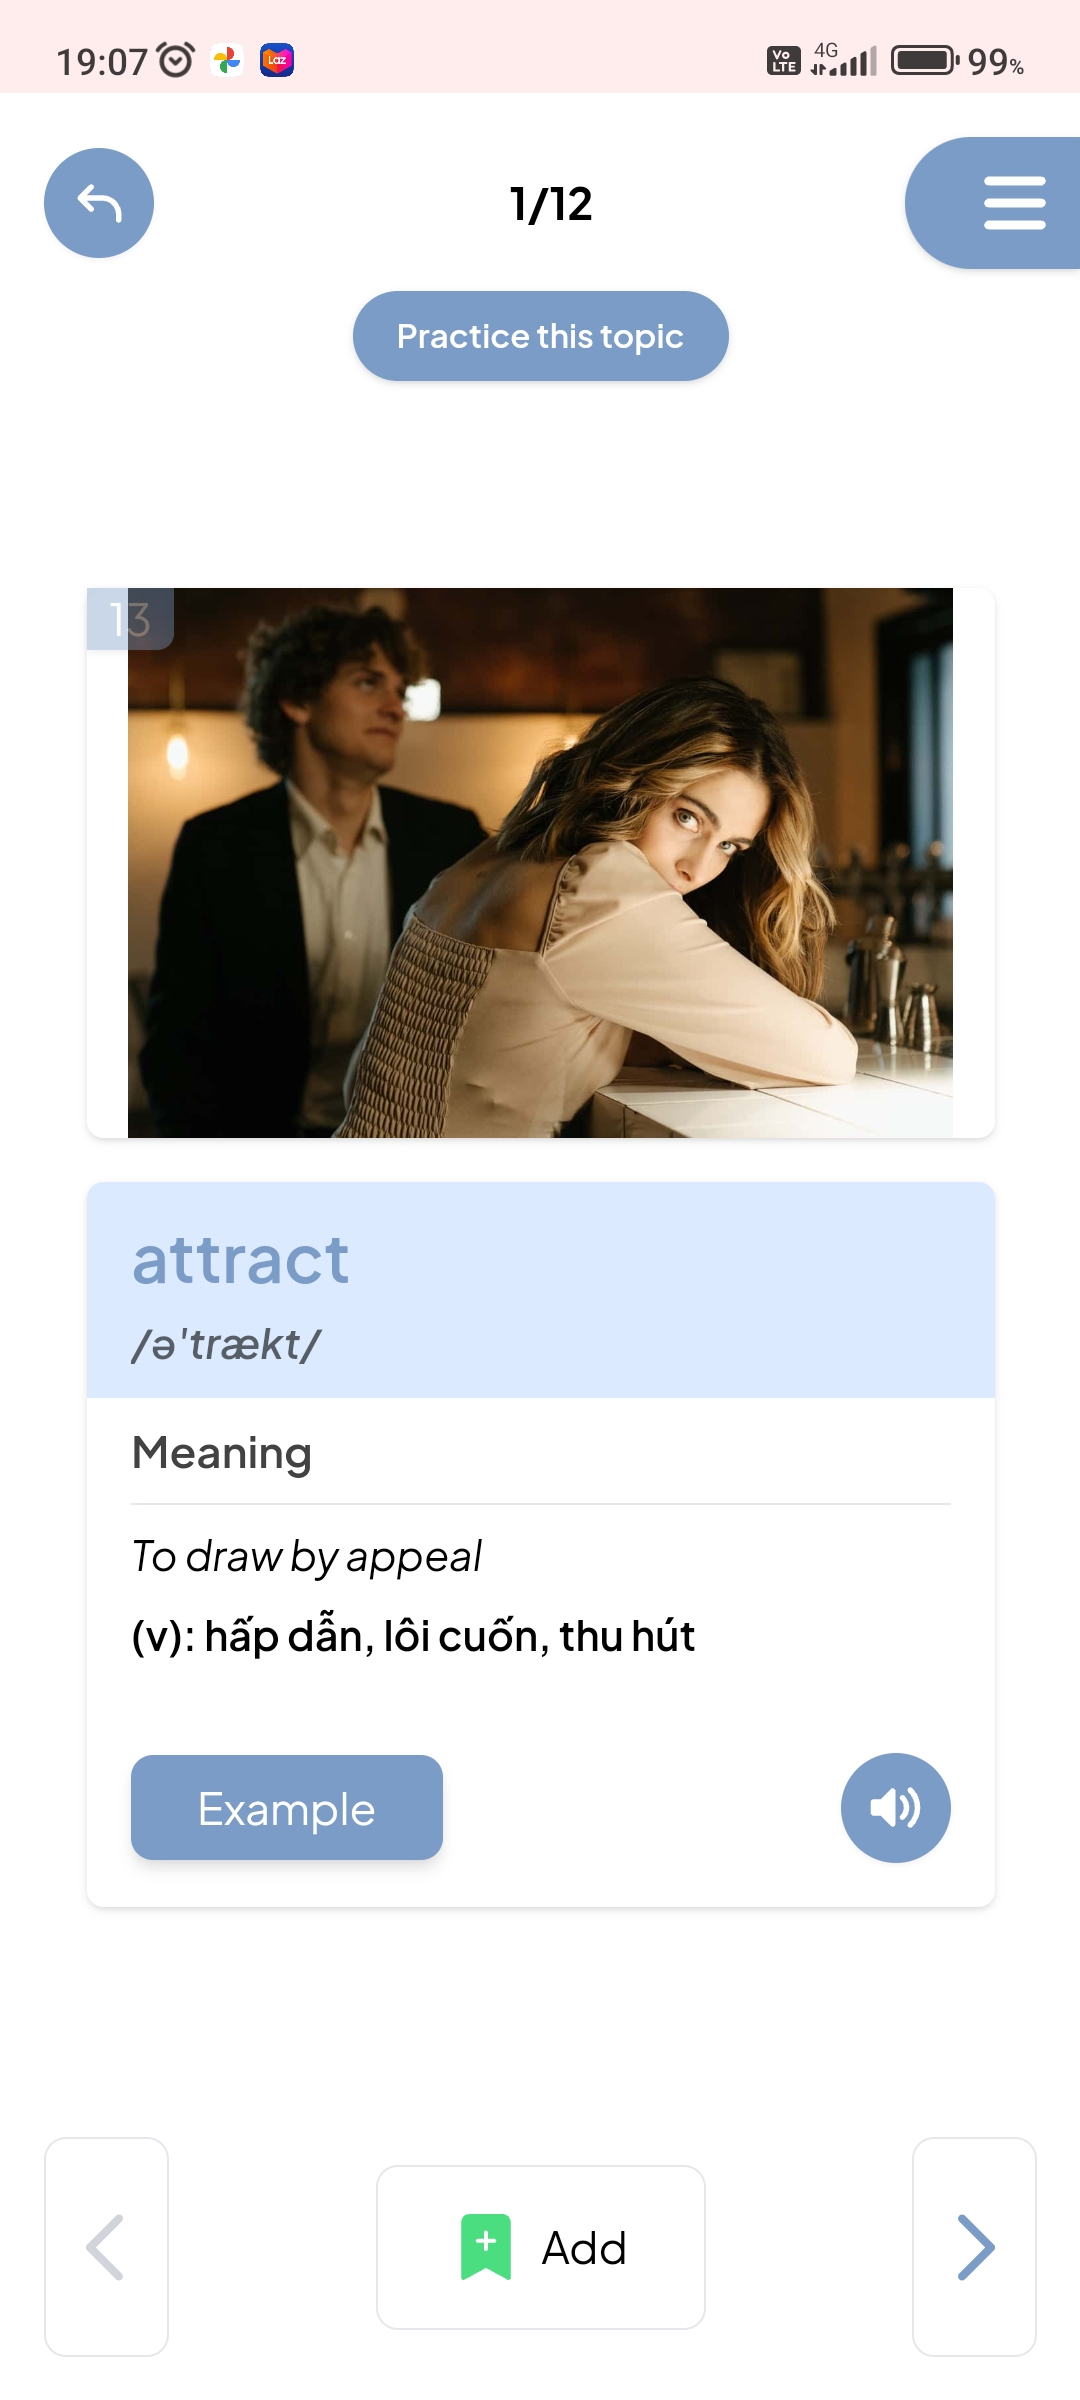 19:07 Laz Vo LTE 4G 99%
1/12
Practice this topic
13
attract
/ə'trækt/
Meaning
To draw by appeal
(v): hấp dẫn, lôi cuốn, thu hút
Example
Add